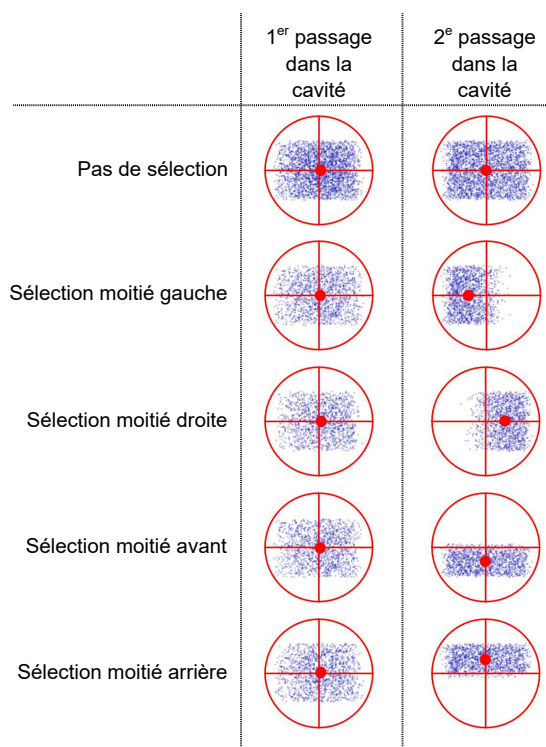 1er passage
dans la
cavité
2e passage
dans la
cavité
Pas de sélection
Sélection moitié gauche
Sélection moitié droite
Sélection moitié avant
Sélection moitié arrière